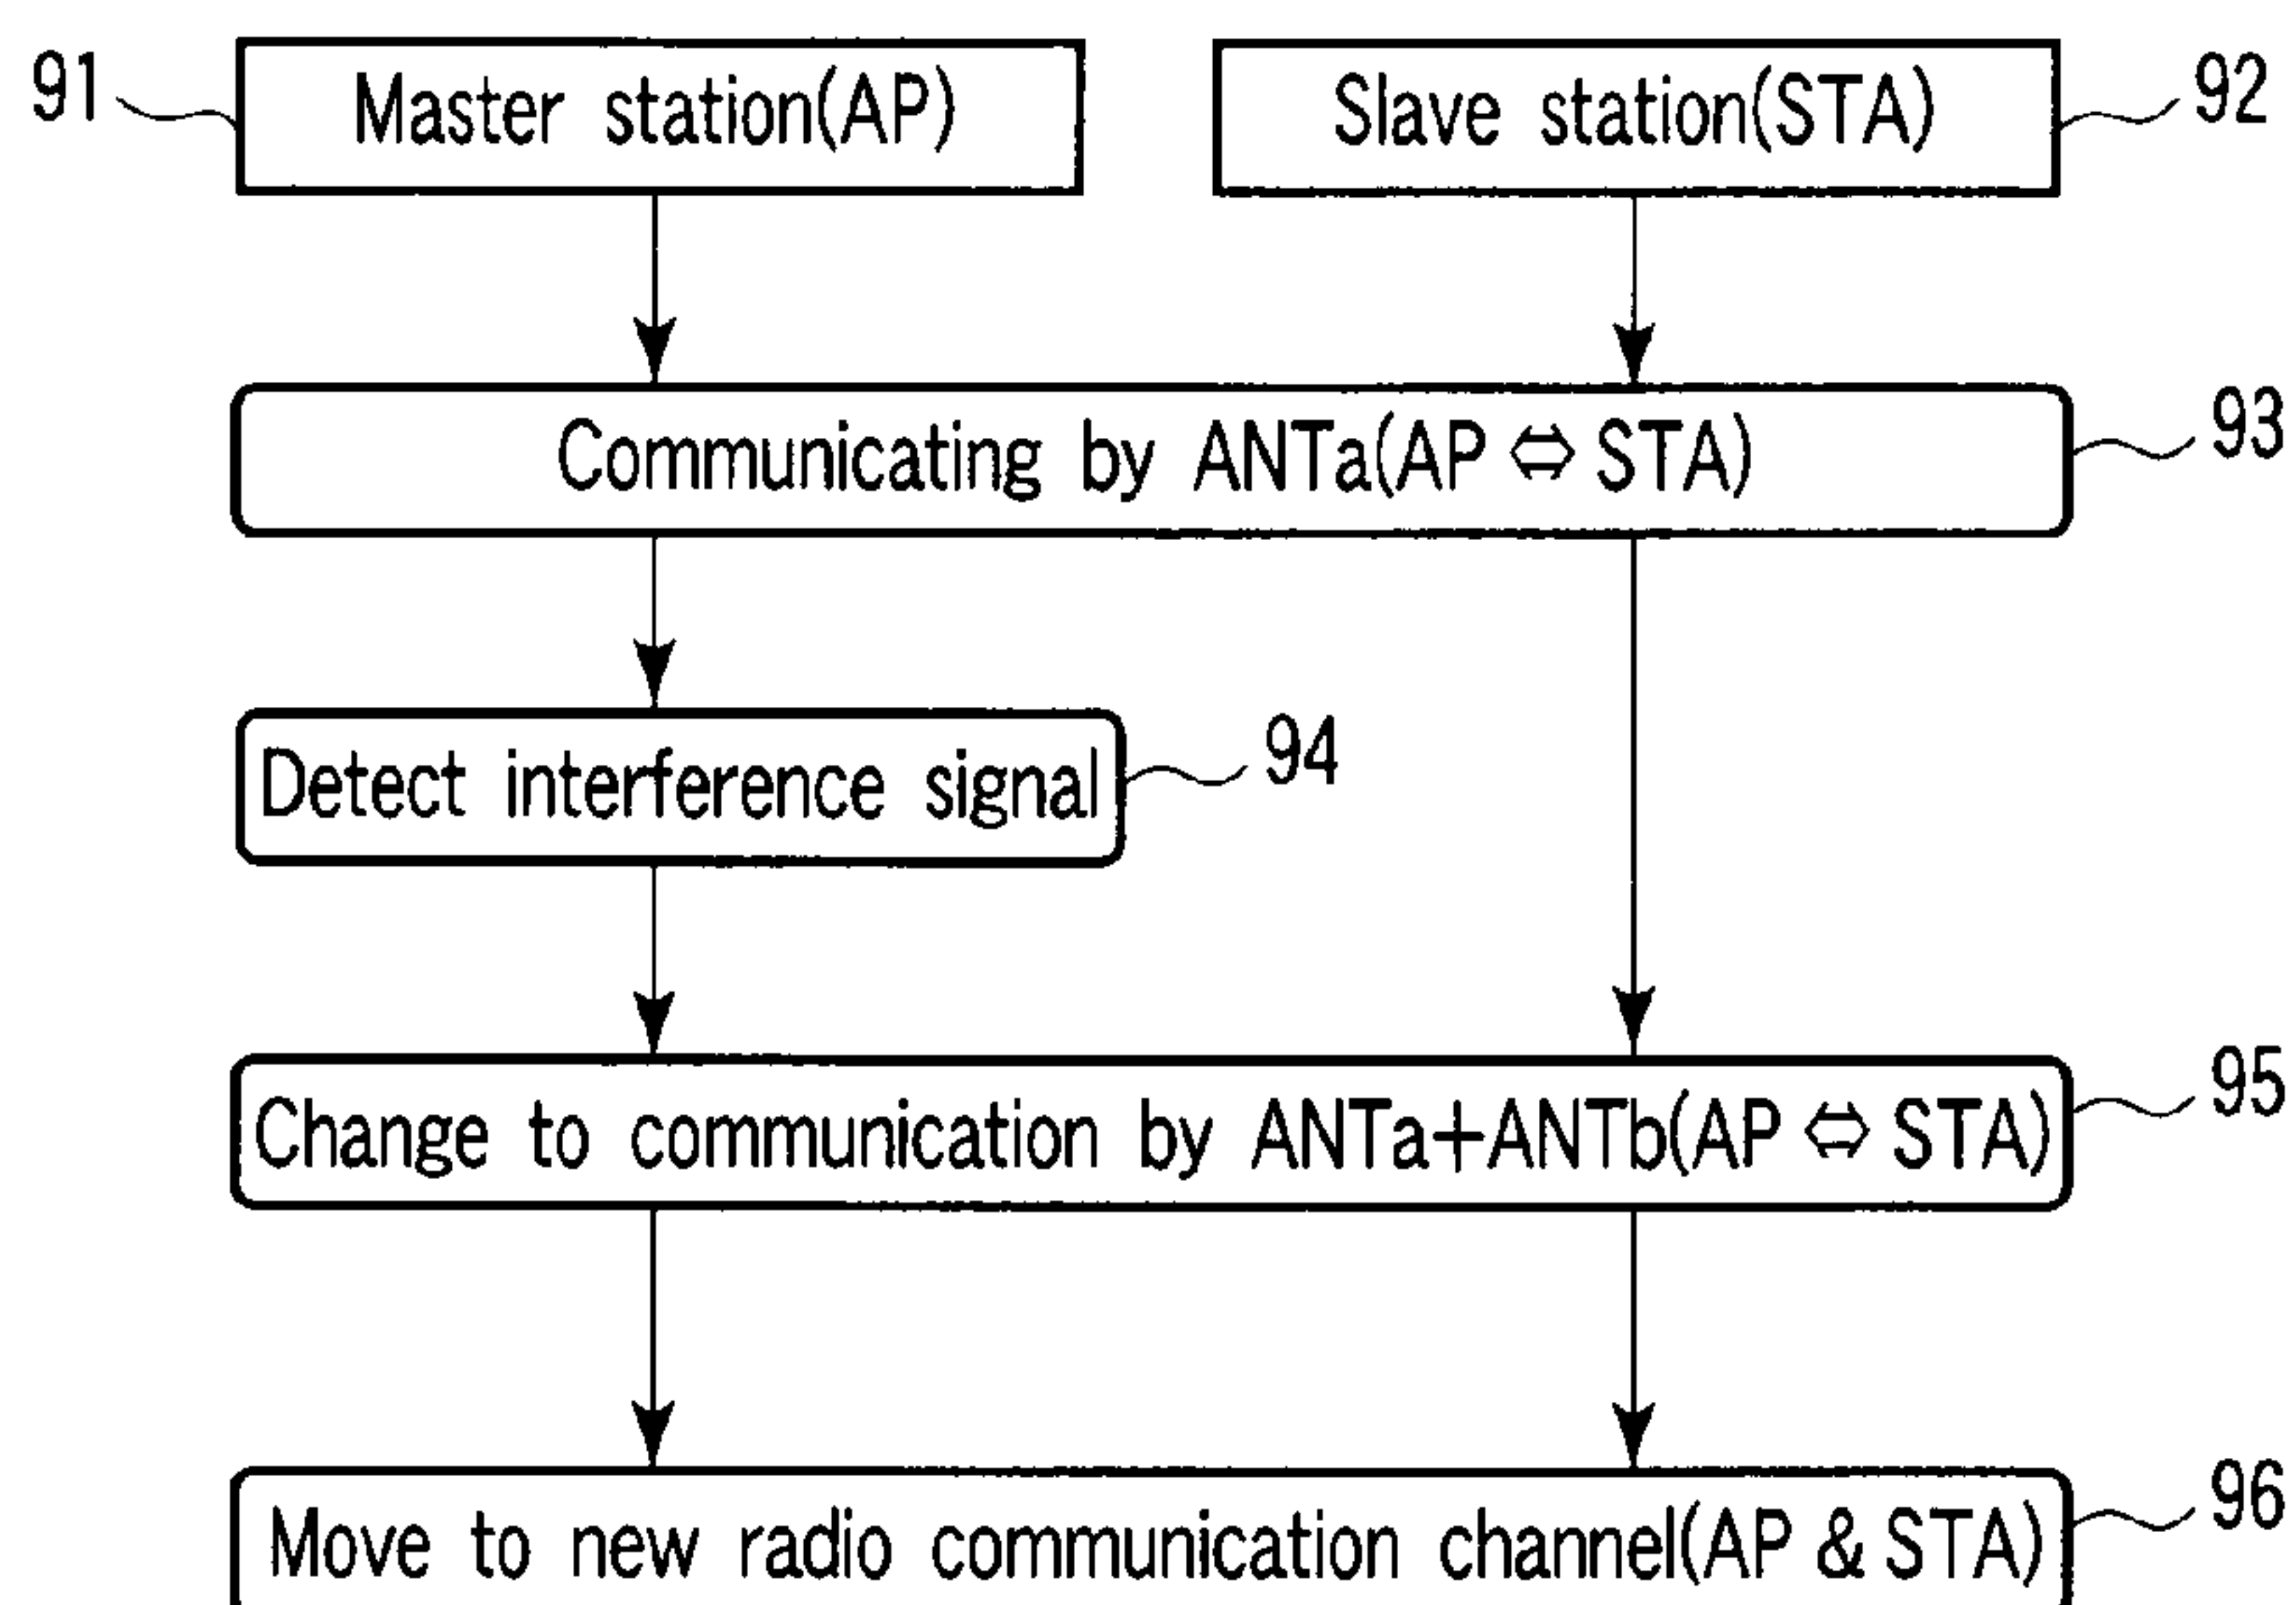 91
Master station(AP)
Slave station(STA)
92
Communicating by ANTa(AP ⇔ STA)
93
Detect interference signal
94
Change to communication by ANTa+ANTb(AP ⇔ STA)
95
Move to new radio communication channel(AP & STA)
96